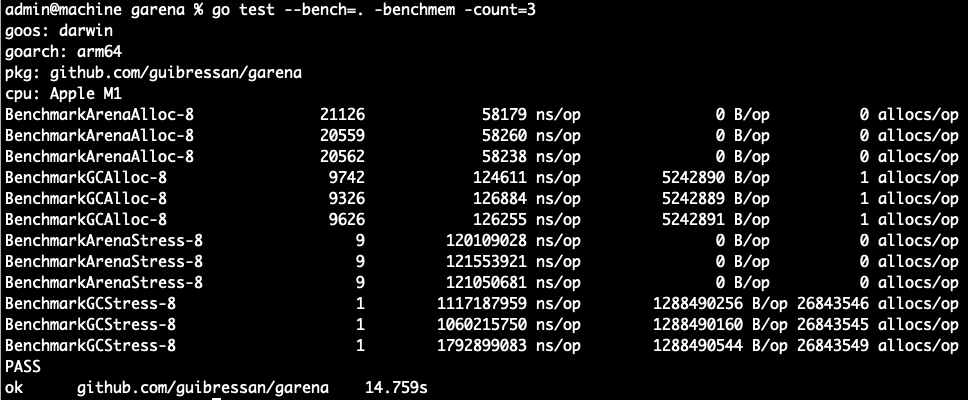 admin@machine garena % go test --bench=. -benchmem -count=3
goos: darwin
goarch: arm64
pkg: github.com/guibressan/garena
cpu: Apple M1
BenchmarkArenaAlloc-8 21126 58179 ns/op 0 B/op 0 allocs/op
BenchmarkArenaAlloc-8 20559 58260 ns/op 0 B/op 0 allocs/op
BenchmarkArenaAlloc-8 20562 58238 ns/op 0 B/op 0 allocs/op
BenchmarkGCAlloc-8 9742 124611 ns/op 5242890 B/op 1 allocs/op
BenchmarkGCAlloc-8 9326 126884 ns/op 5242889 B/op 1 allocs/op
BenchmarkGCAlloc-8 9626 126255 ns/op 5242891 B/op 1 allocs/op
BenchmarkArenaStress-8 9 120109028 ns/op 0 B/op 0 allocs/op
BenchmarkArenaStress-8 9 121553921 ns/op 0 B/op 0 allocs/op
BenchmarkArenaStress-8 9 121050681 ns/op 0 B/op 0 allocs/op
BenchmarkGCStress-8 1 1117187959 ns/op 1288490256 B/op 26843546 allocs/op
BenchmarkGCStress-8 1 1060215750 ns/op 1288490160 B/op 26843545 allocs/op
BenchmarkGCStress-8 1 1792899083 ns/op 1288490544 B/op 26843549 allocs/op
PASS
ok github.com/guibressan/garena 14.759s